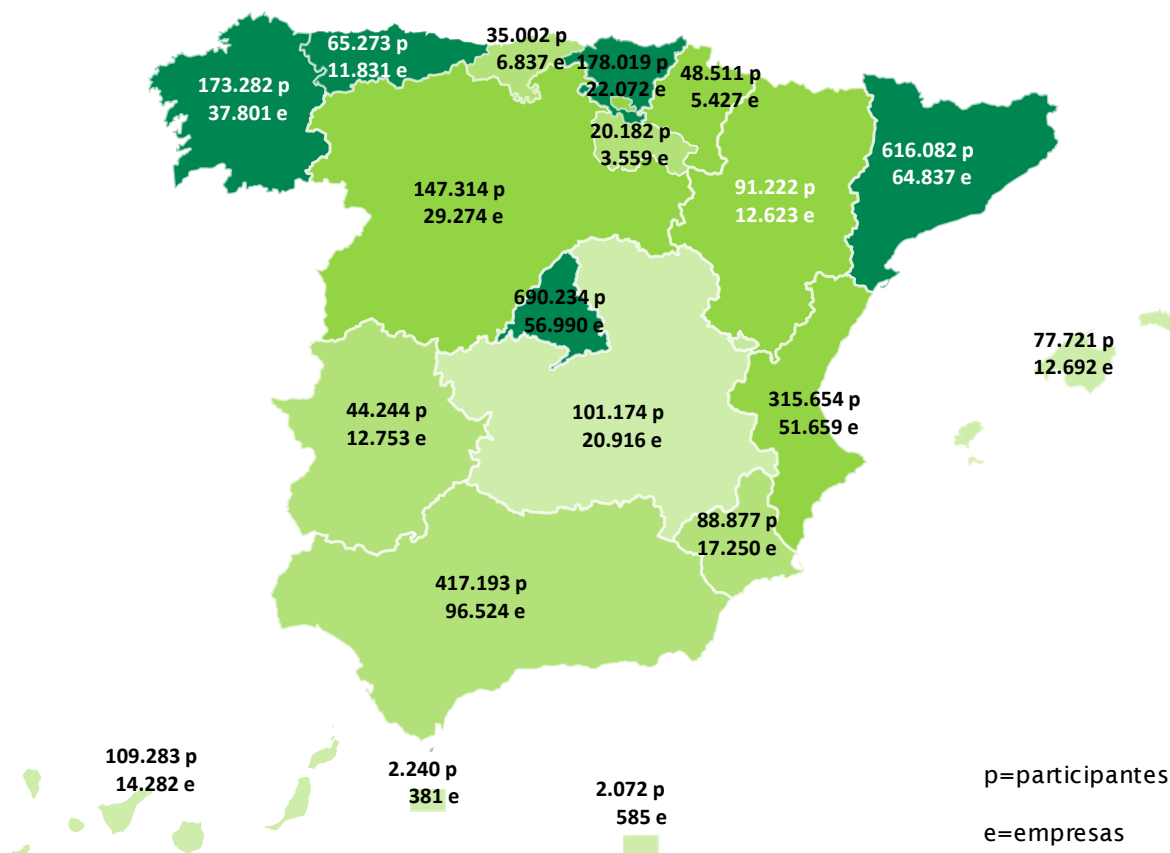 35.002 p
6.837 e
65.273 p
11.831 e
178.019 p
22.072 e
48.511 p
5.427 e
173.282 p
37.801 e
20.182 p
3.559 e
616.082 p
64.837 e
147.314 p
29.274 e
91.222 p
12.623 e
690.234 p
56.990 e
77.721 p
12.692 e
44.244 p
12.753 e
101.174 p
20.916 e
315.654 p
51.659 e
88.877 p
17.250 e
417.193 p
96.524 e
109.283 p
14.282 e
2.240 p
381 e
2.072 p
585 e
p=participantes
e=empresas